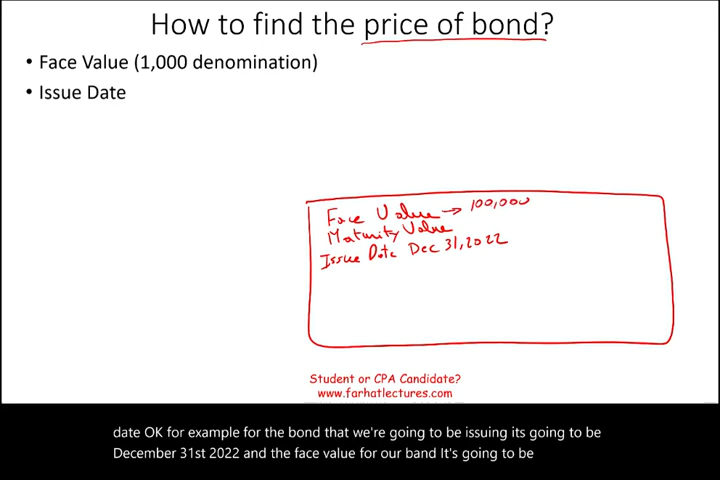 How to find the price of bond?
• Face Value (1,000 denomination)
• Issue Date
Face Value → 100,000
Maturity Value
Issue Date Dec 31, 2022
Student or CPA Candidate?
www.farhatlectures.com
date OK for example for the bond that we're going to be issuing its going to be
December 31st 2022 and the face value for our band It's going to be